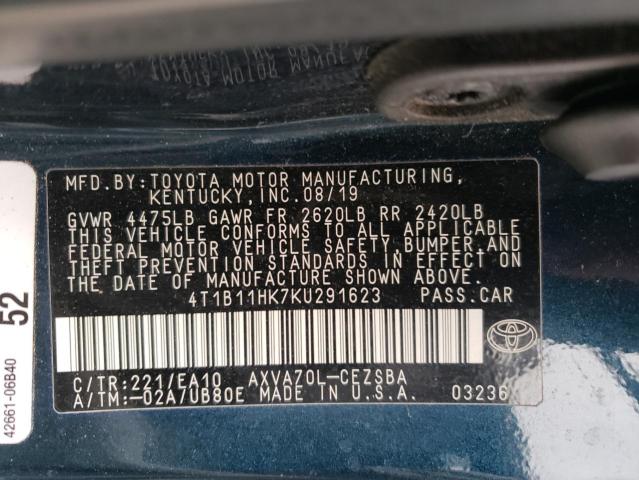 MFD.BY:TOYOTA MOTOR MANUFACTURING,
KENTUCKY,INC.08/19
GVWR 4475LB GAWR FR 2620LB RR 2420LB
THIS VEHICLE CONFORMS TO ALL APPLICABLE
FEDERAL MOTOR VEHICLE SAFETY, BUMPER,AND
THEFT PREVENTION STANDARDS IN EFFECT ON
THE DATE OF MANUFACTURE SHOWN ABOVE.
4T1B11HK7KU291623 PASS.CAR
C/TR:221/EA10 AXVA70L-CEZSBA
A/TM:-02A/UB80E MADE IN U.S.A. 03236
52
42661-06B40